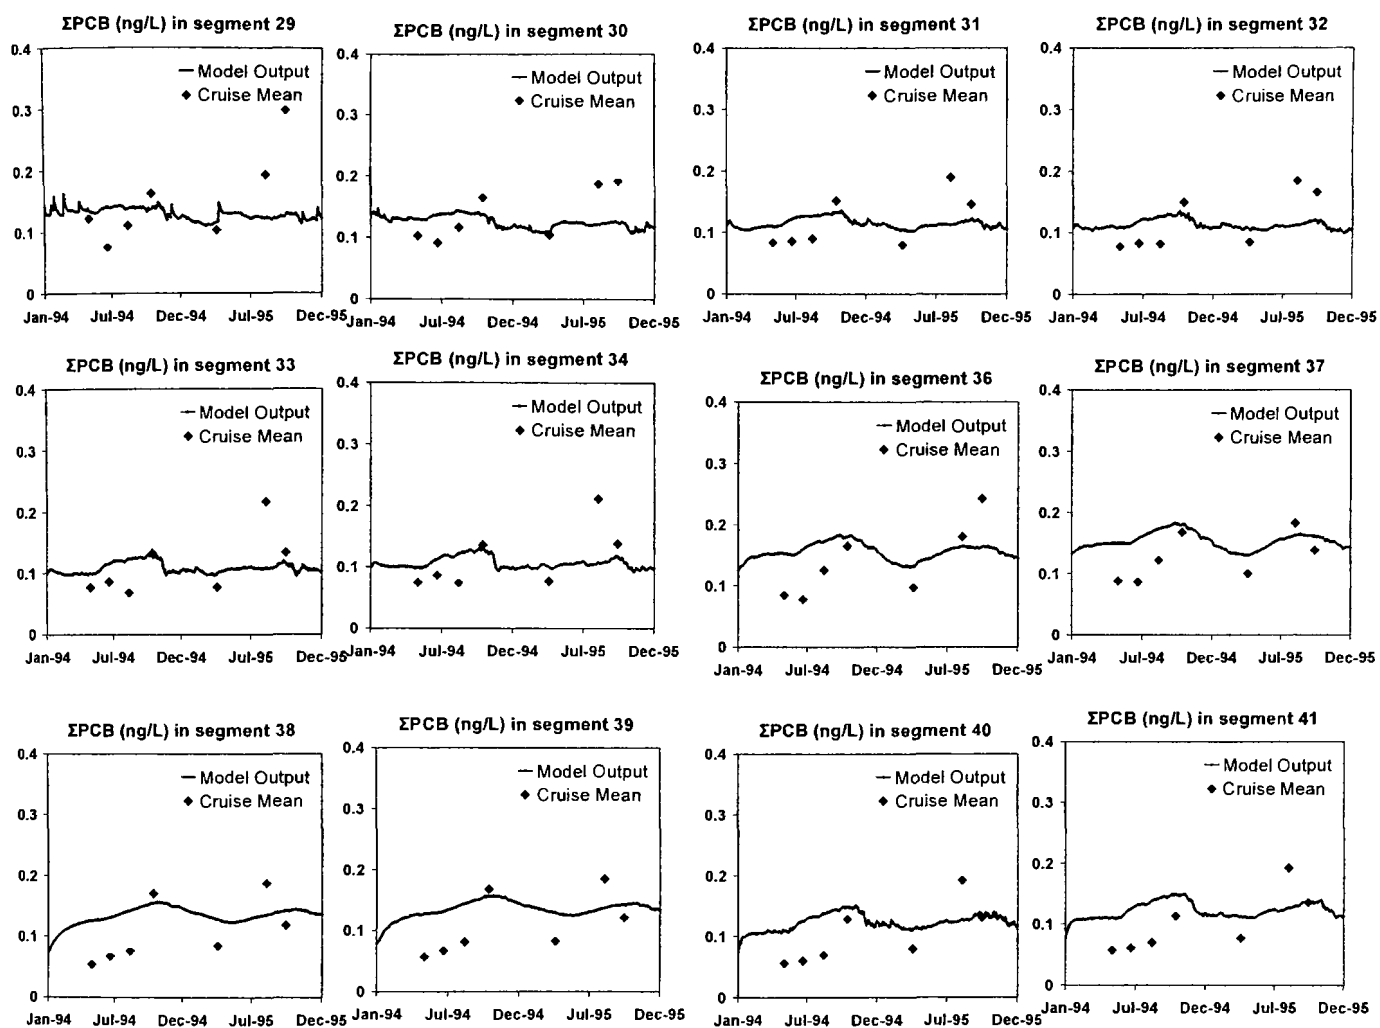 ΣPCB (ng/L) in segment 29
0.4
0.3
0.2
0.1
0
Model Output
Cruise Mean
Jan-94 Jul-94 Dec-94 Jul-95 Dec-95
ΣPCB (ng/L) in segment 30
0.4
0.3
0.2
0.1
0
Model Output
Cruise Mean
Jan-94 Jul-94 Dec-94 Jul-95 Dec-95
ΣPCB (ng/L) in segment 31
0.4
0.3
0.2
0.1
0
Model Output
Cruise Mean
Jan-94 Jul-94 Dec-94 Jul-95 Dec-95
ΣPCB (ng/L) in segment 32
0.4
0.3
0.2
0.1
0
Model Output
Cruise Mean
Jan-94 Jul-94 Dec-94 Jul-95 Dec-95
ΣPCB (ng/L) in segment 33
0.4
0.3
0.2
0.1
0
Model Output
Cruise Mean
Jan-94 Jul-94 Dec-94 Jul-95 Dec-95
ΣPCB (ng/L) in segment 34
0.4
0.3
0.2
0.1
0
Model Output
Cruise Mean
Jan-94 Jul-94 Dec-94 Jul-95 Dec-95
ΣPCB (ng/L) in segment 36
0.4
0.3
0.2
0.1
0
Model Output
Cruise Mean
Jan-94 Jul-94 Dec-94 Jul-95 Dec-95
ΣPCB (ng/L) in segment 37
0.4
0.3
0.2
0.1
0
Model Output
Cruise Mean
Jan-94 Jul-94 Dec-94 Jul-95 Dec-95
ΣPCB (ng/L) in segment 38
0.4
0.3
0.2
0.1
0
Model Output
Cruise Mean
Jan-94 Jul-94 Dec-94 Jul-95 Dec-95
ΣPCB (ng/L) in segment 39
0.4
0.3
0.2
0.1
0
Model Output
Cruise Mean
Jan-94 Jul-94 Dec-94 Jul-95 Dec-95
ΣPCB (ng/L) in segment 40
0.4
0.3
0.2
0.1
0
Model Output
Cruise Mean
Jan-94 Jul-94 Dec-94 Jul-95 Dec-95
ΣPCB (ng/L) in segment 41
0.4
0.3
0.2
0.1
0
Model Output
Cruise Mean
Jan-94 Jul-94 Dec-94 Jul-95 Dec-95